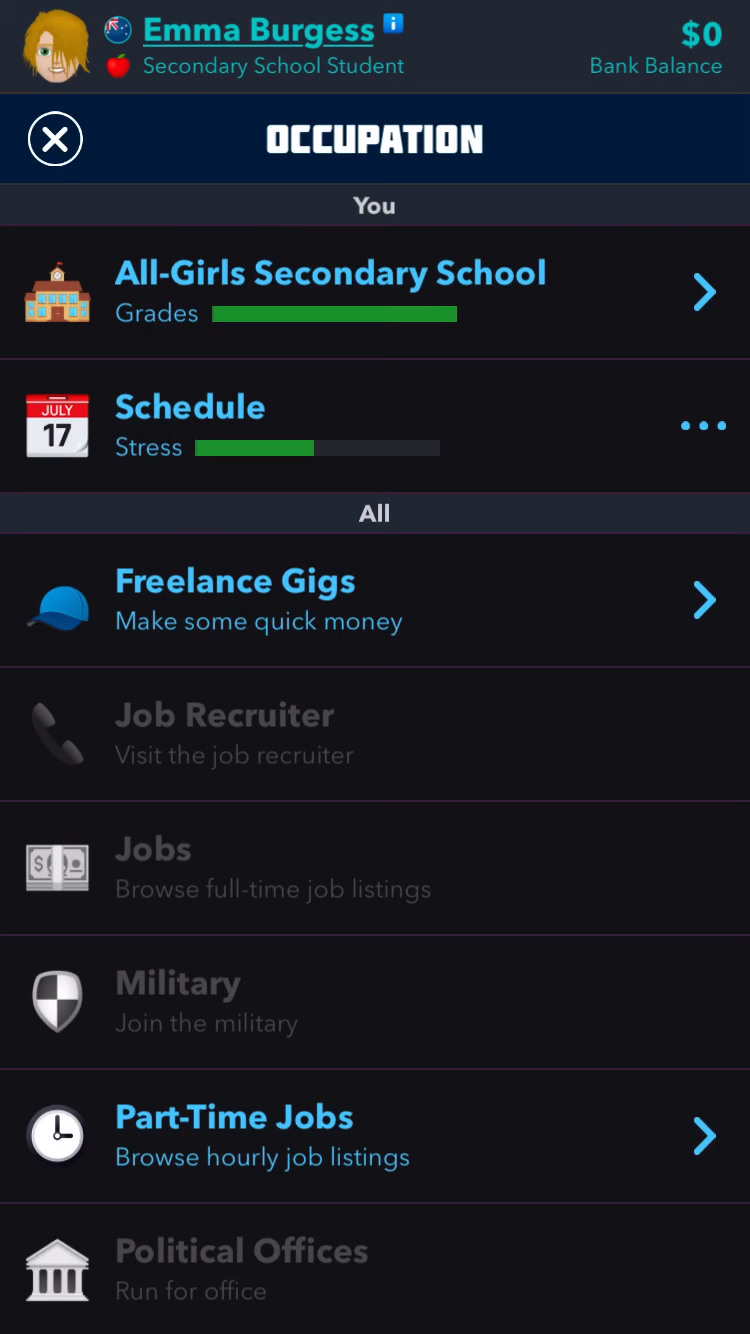 Emma Burgess
$0
Secondary School Student
Bank Balance
OCCUPATION
You
All-Girls Secondary School
Grades
JULY
17
Schedule
Stress
All
Freelance Gigs
Make some quick money
Job Recruiter
Visit the job recruiter
Jobs
Browse full-time job listings
Military
Join the military
Part-Time Jobs
Browse hourly job listings
Political Offices
Run for office